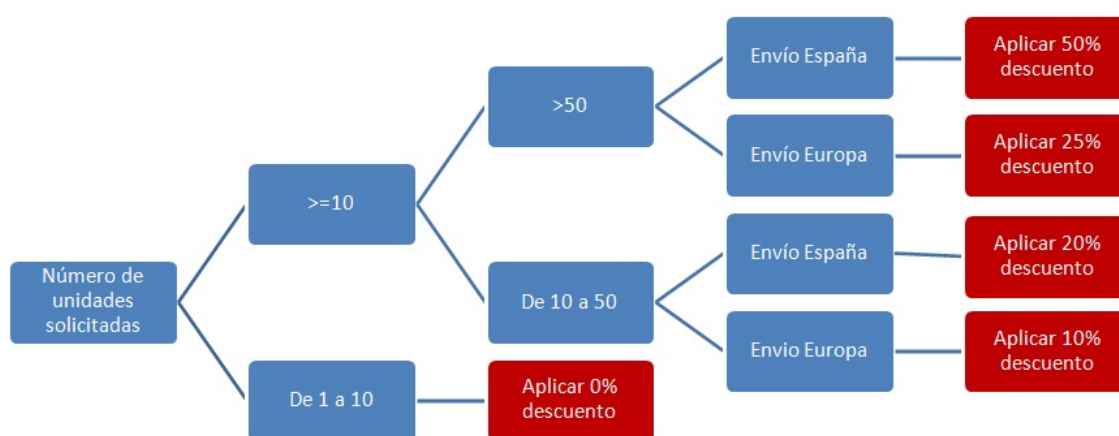 Número de
unidades
solicitadas
>=10
De 1 a 10
>50
De 10 a 50
Aplicar 0%
descuento
Envío España
Envío Europa
Envío España
Envio Europa
Aplicar 50%
descuento
Aplicar 25%
descuento
Aplicar 20%
descuento
Aplicar 10%
descuento